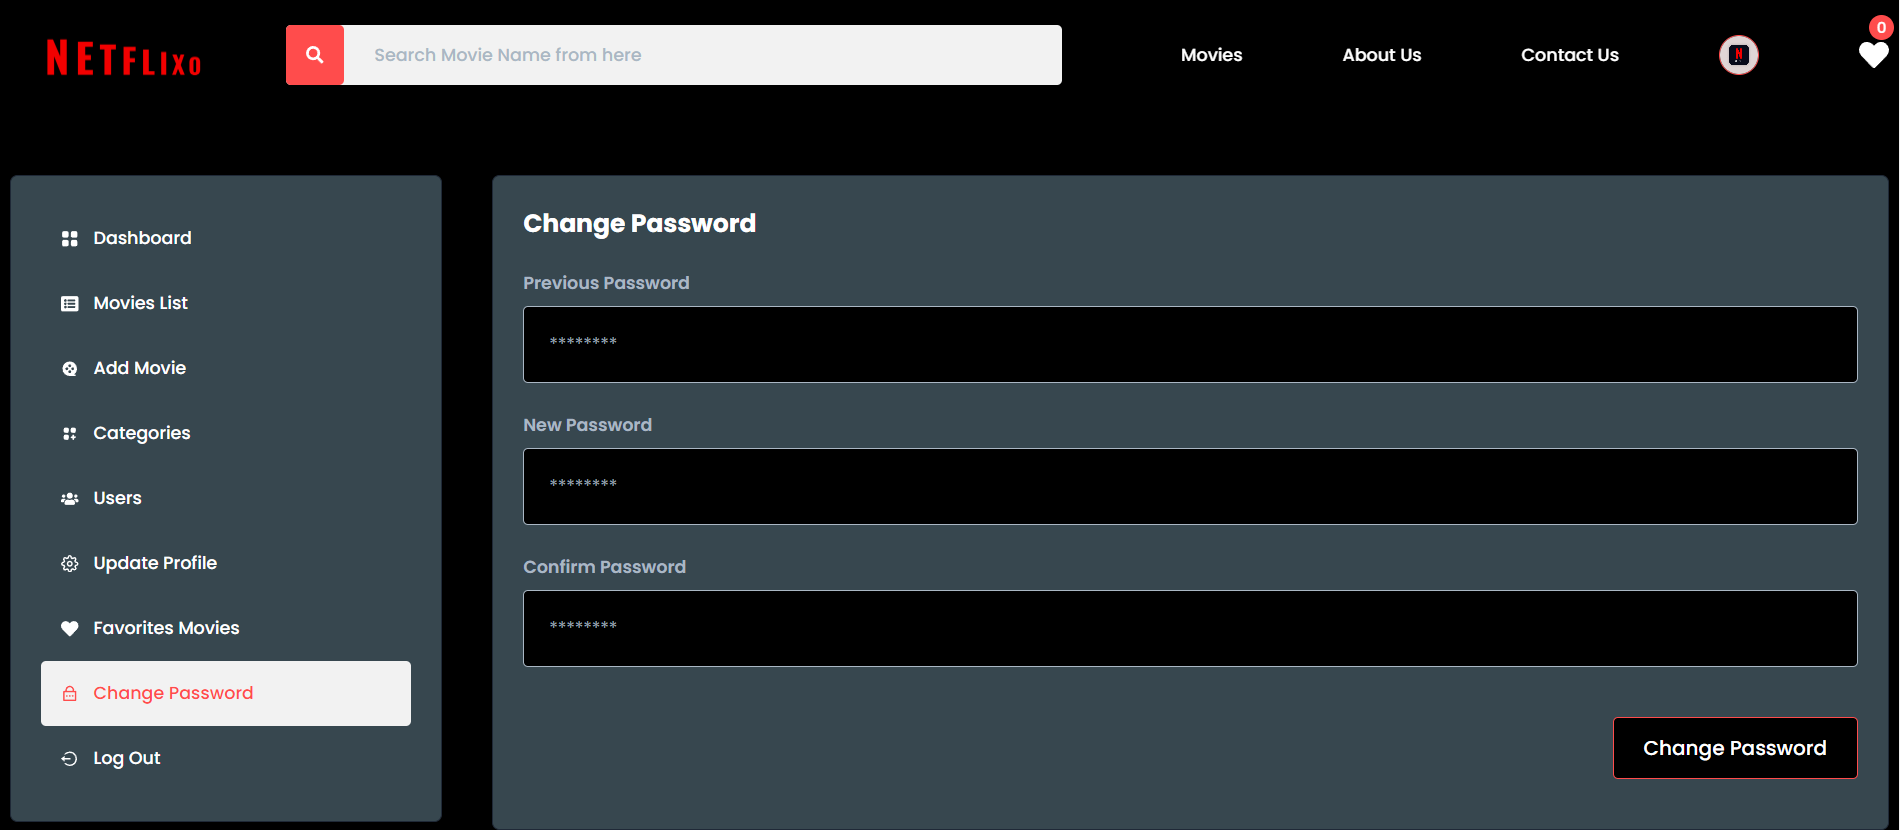 NETFLIXO
Search Movie Name from here
Movies
About Us
Contact Us
N
0
Dashboard
Movies List
Add Movie
Categories
Users
Update Profile
Favorites Movies
Change Password
Log Out
Change Password
Previous Password
********
New Password
********
Confirm Password
********
Change Password